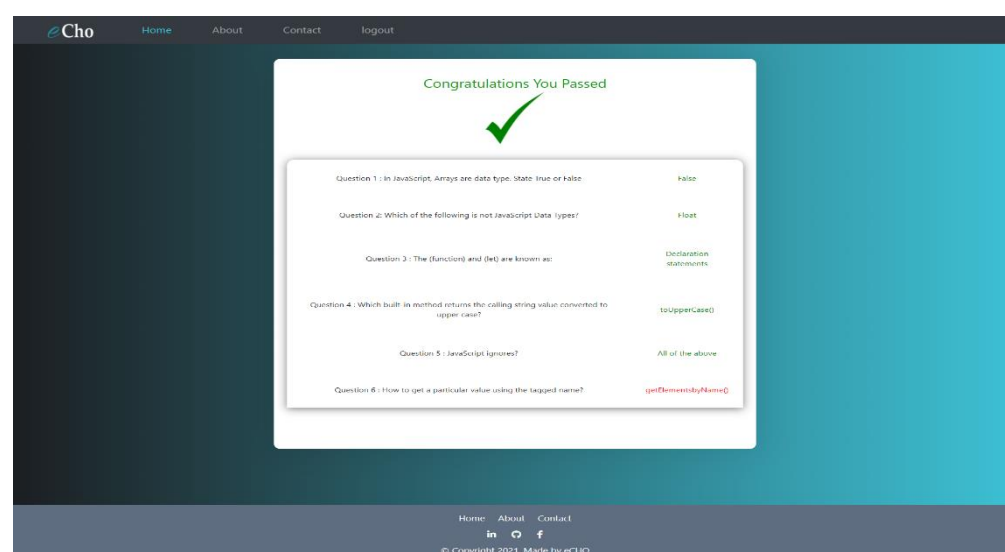 eCho Home About Contact logout
Congratulations You Passed
Question 1 : In JavaScript, Arrays are data type. State True or False False
Question 2: Which of the following is not JavaScript Data Types? Float
Question 3 : The (function) and (let) are known as: Declaration
statements
Question 4 : Which built-in method returns the calling string value converted to
upper case? toUpperCase()
Question 5 : JavaScript ignores? All of the above
Question 6 : How to get a particular value using the tagged name? getElementsbyName()
Home About Contact
in f
© Copyright 2021 Made by eCHO